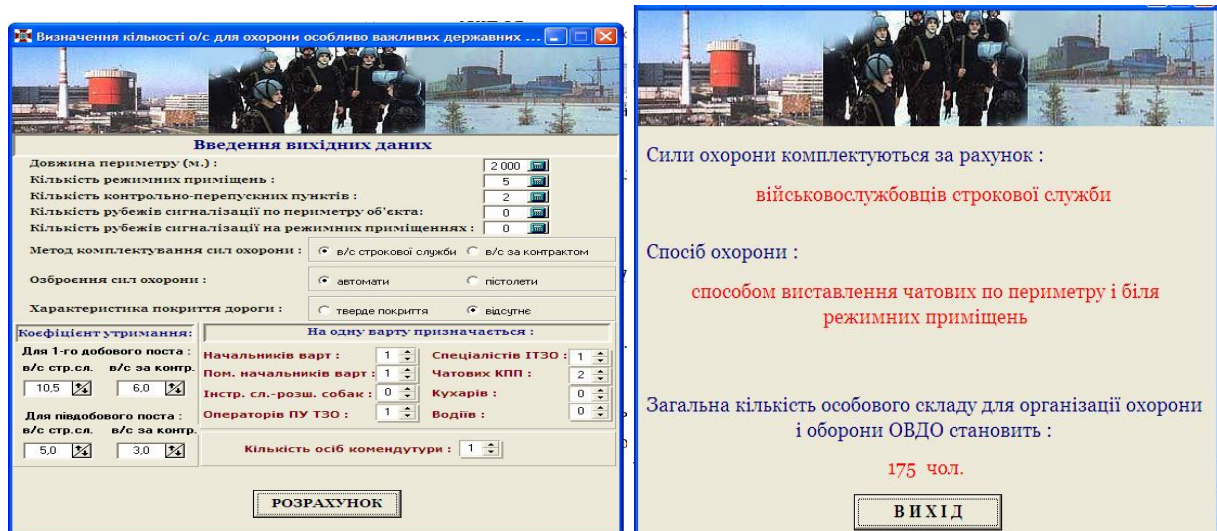 Визначення кількості о/с для охорони особливо важливих державних ...
Введення вихідних даних
Довжина периметру (м.) : 2 000
Кількість режимних приміщень : 5
Кількість контрольно-перепускних пунктів : 2
Кількість рубежів сигналізації по периметру об'єкта: 0
Кількість рубежів сигналізації на режимних приміщеннях : 0
Метод комплектування сил охорони : в/с строкової служби в/с за контрактом
Озброєння сил охорони : автомати пістолети
Характеристика покриття дороги : тверде покриття відсутнє
Коефіцієнт утримання:
Для 1-го добового поста :
в/с стр.сл. в/с за контр.
10,5 6,0
Для півдобового поста :
в/с стр.сл. в/с за контр.
5,0 3,0
На одну варту призначається :
Начальників варт : 1 Спеціалістів ІТЗО : 1
Пом. начальників варт : 1 Чатових КПП : 2
Інстр. сл.-розш. собак : 0 Кухарів : 0
Операторів ПУ ТЗО : 1 Водіїв : 0
Кількість осіб комендутури : 1
РОЗРАХУНОК
Сили охорони комплектуються за рахунок :
військовослужбовців строкової служби
Спосіб охорони :
способом виставлення чатових по периметру і біля
режимних приміщень
Загальна кількість особового складу для організації охорони
і оборони ОВДО становить :
175 чол.
ВИХІД